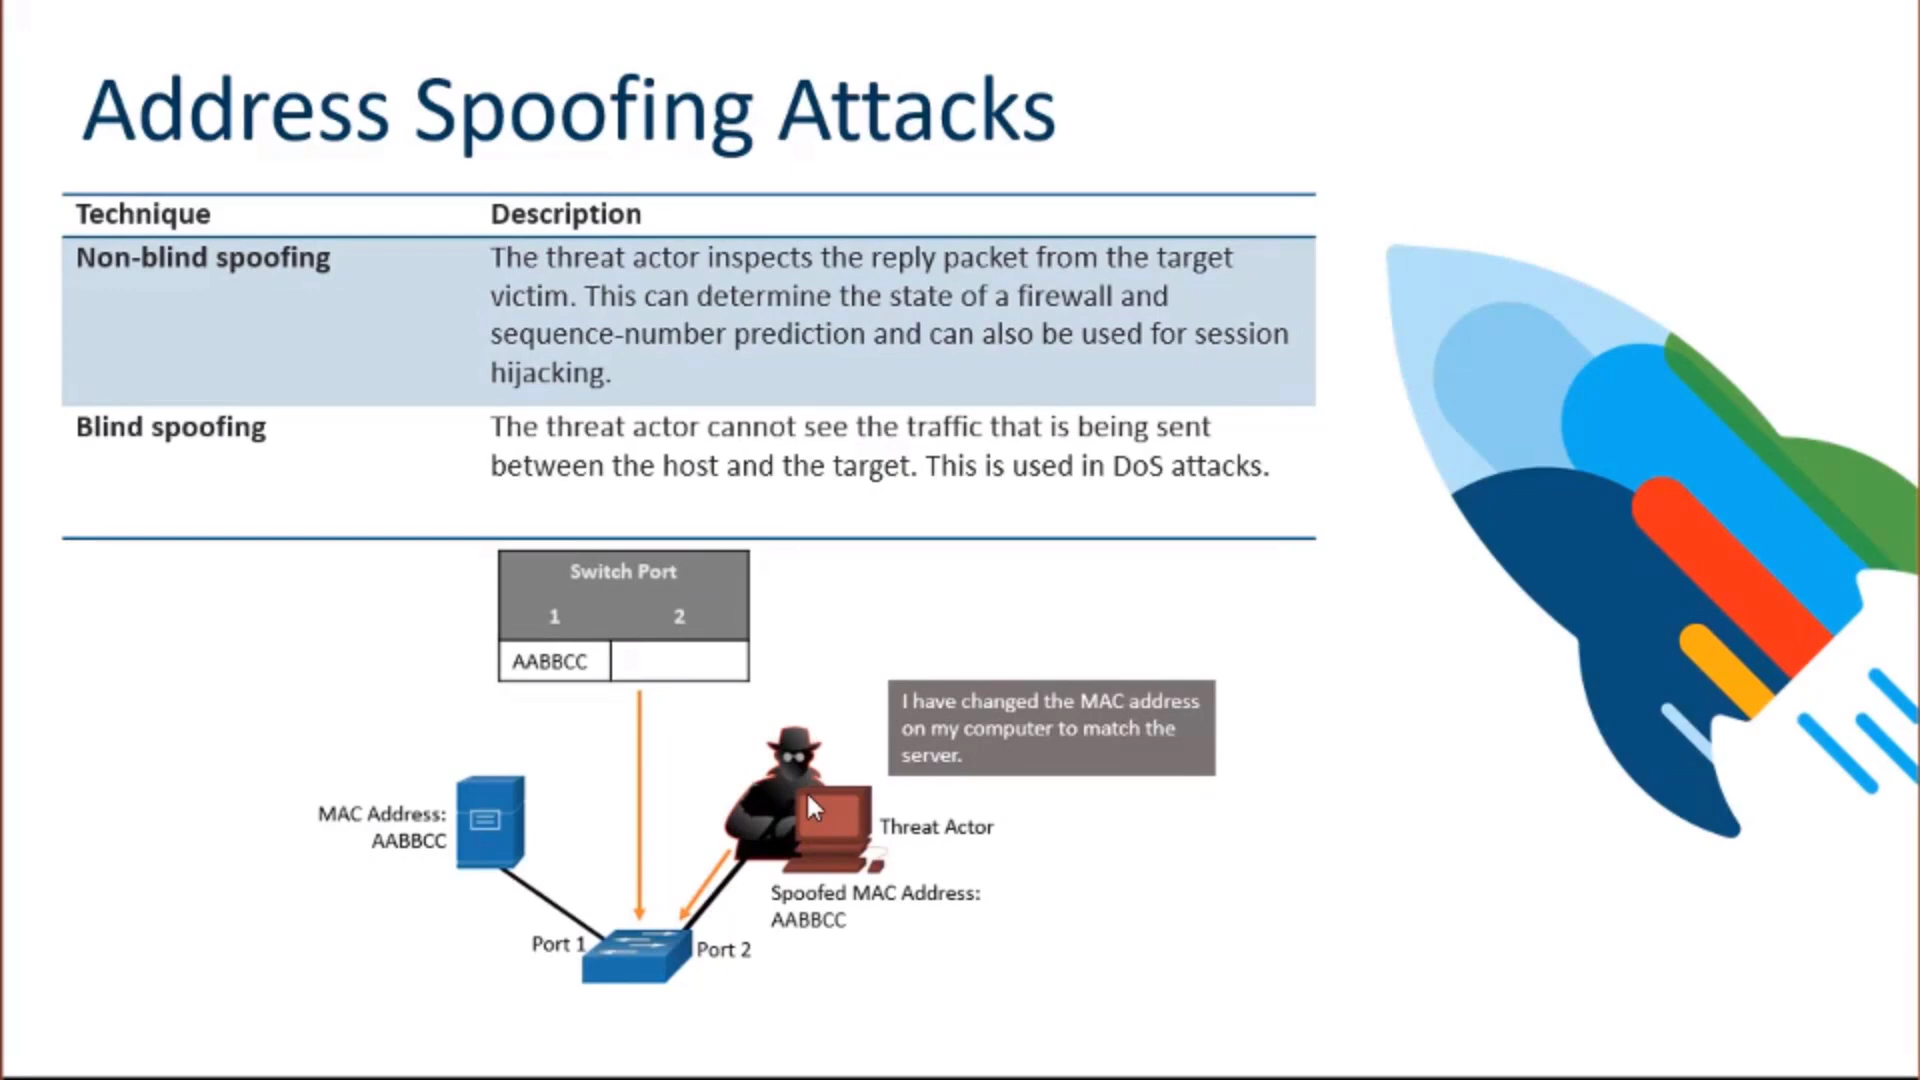 Address Spoofing Attacks
Technique Description
Non-blind spoofing The threat actor inspects the reply packet from the target
victim. This can determine the state of a firewall and
sequence-number prediction and can also be used for session
hijacking.
Blind spoofing The threat actor cannot see the traffic that is being sent
between the host and the target. This is used in DoS attacks.
Switch Port
1 2
AABBCC
I have changed the MAC address
on my computer to match the
server.
MAC Address:
AABBCC
Threat Actor
Spoofed MAC Address:
AABBCC
Port 1
Port 2